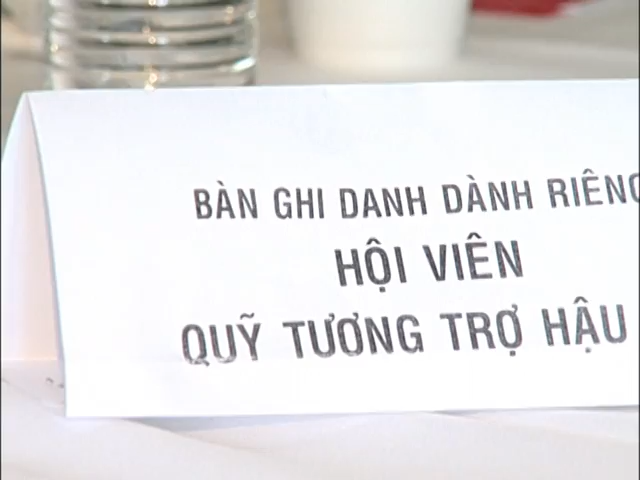 BÀN GHI DANH DÀNH RIÊNG
HỘI VIÊN
QUỸ TƯƠNG TRỢ HẬU